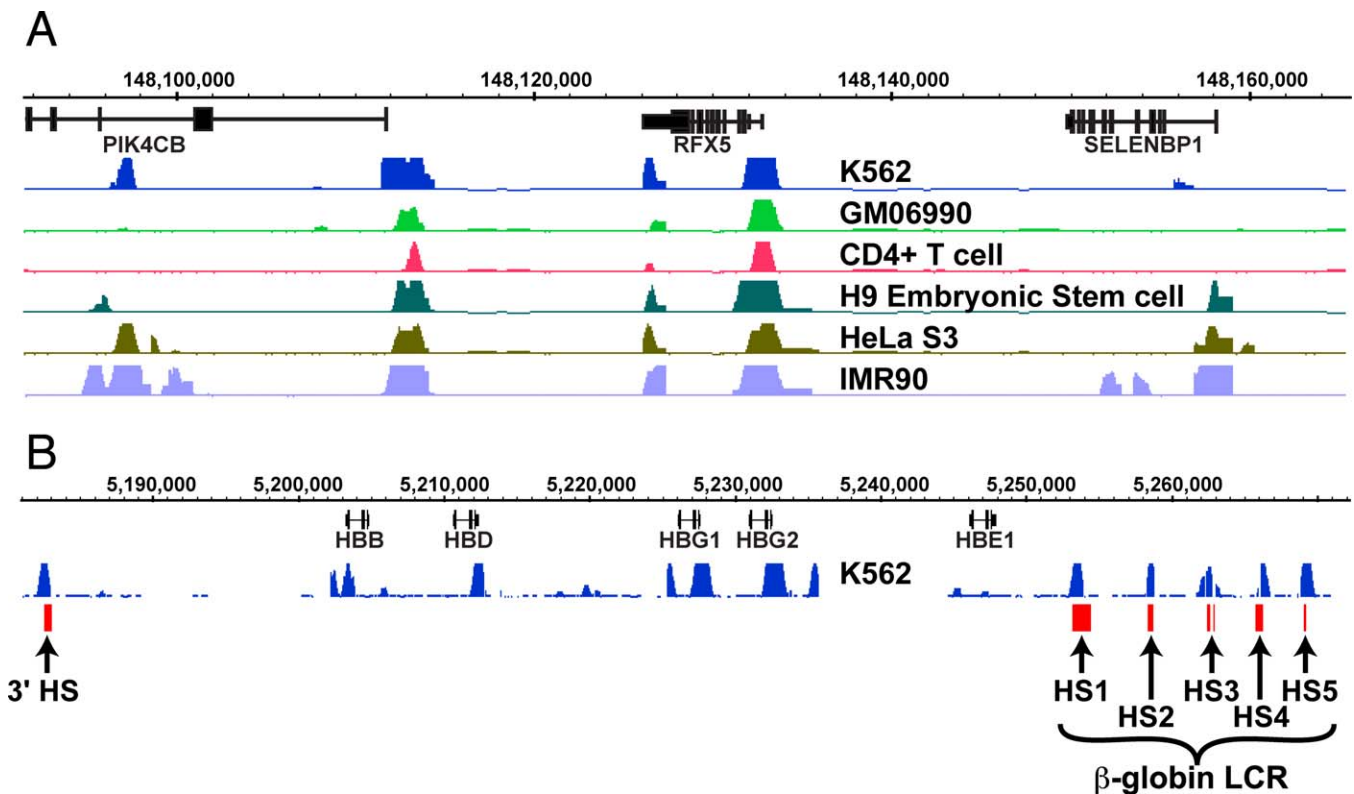 A
148,100,000 148,120,000 148,140,000 148,160,000
PIK4CB RFX5 SELENBP1
K562
GM06990
CD4+ T cell
H9 Embryonic Stem cell
HeLa S3
IMR90
B
5,190,000 5,200,000 5,210,000 5,220,000 5,230,000 5,240,000 5,250,000 5,260,000
HBB HBD HBG1 HBG2 HBE1
K562
3' HS HS1 HS3 HS5
HS2 HS4
β-globin LCR